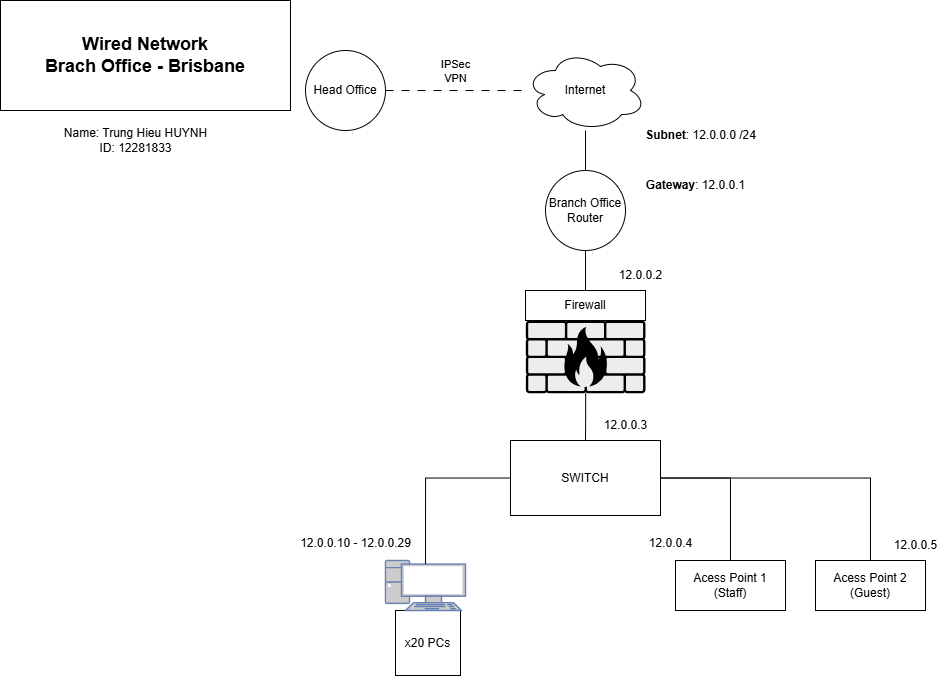 Wired Network
Brach Office - Brisbane
Name: Trung Hieu HUYNH
ID: 12281833
Head Office
IPSec
VPN
Internet
Subnet: 12.0.0.0 /24
Gateway: 12.0.0.1
Branch Office
Router
12.0.0.2
Firewall
12.0.0.3
SWITCH
12.0.0.10 - 12.0.0.29
12.0.0.4
12.0.0.5
x20 PCs
Acess Point 1
(Staff)
Acess Point 2
(Guest)